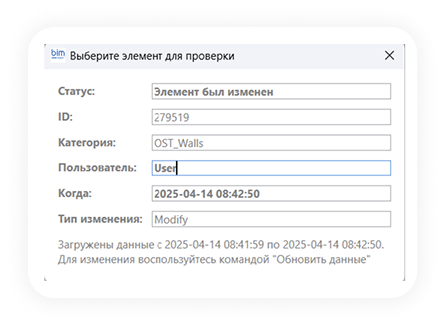 bim
Выберите элемент для проверки
Статус: Элемент был изменен
ID: 279519
Категория: OST_Walls
Пользователь: User
Когда: 2025-04-14 08:42:50
Тип изменения: Modify
Загружены данные с 2025-04-14 08:41:59 по 2025-04-14 08:42:50.
Для изменения воспользуйтесь командой "Обновить данные"